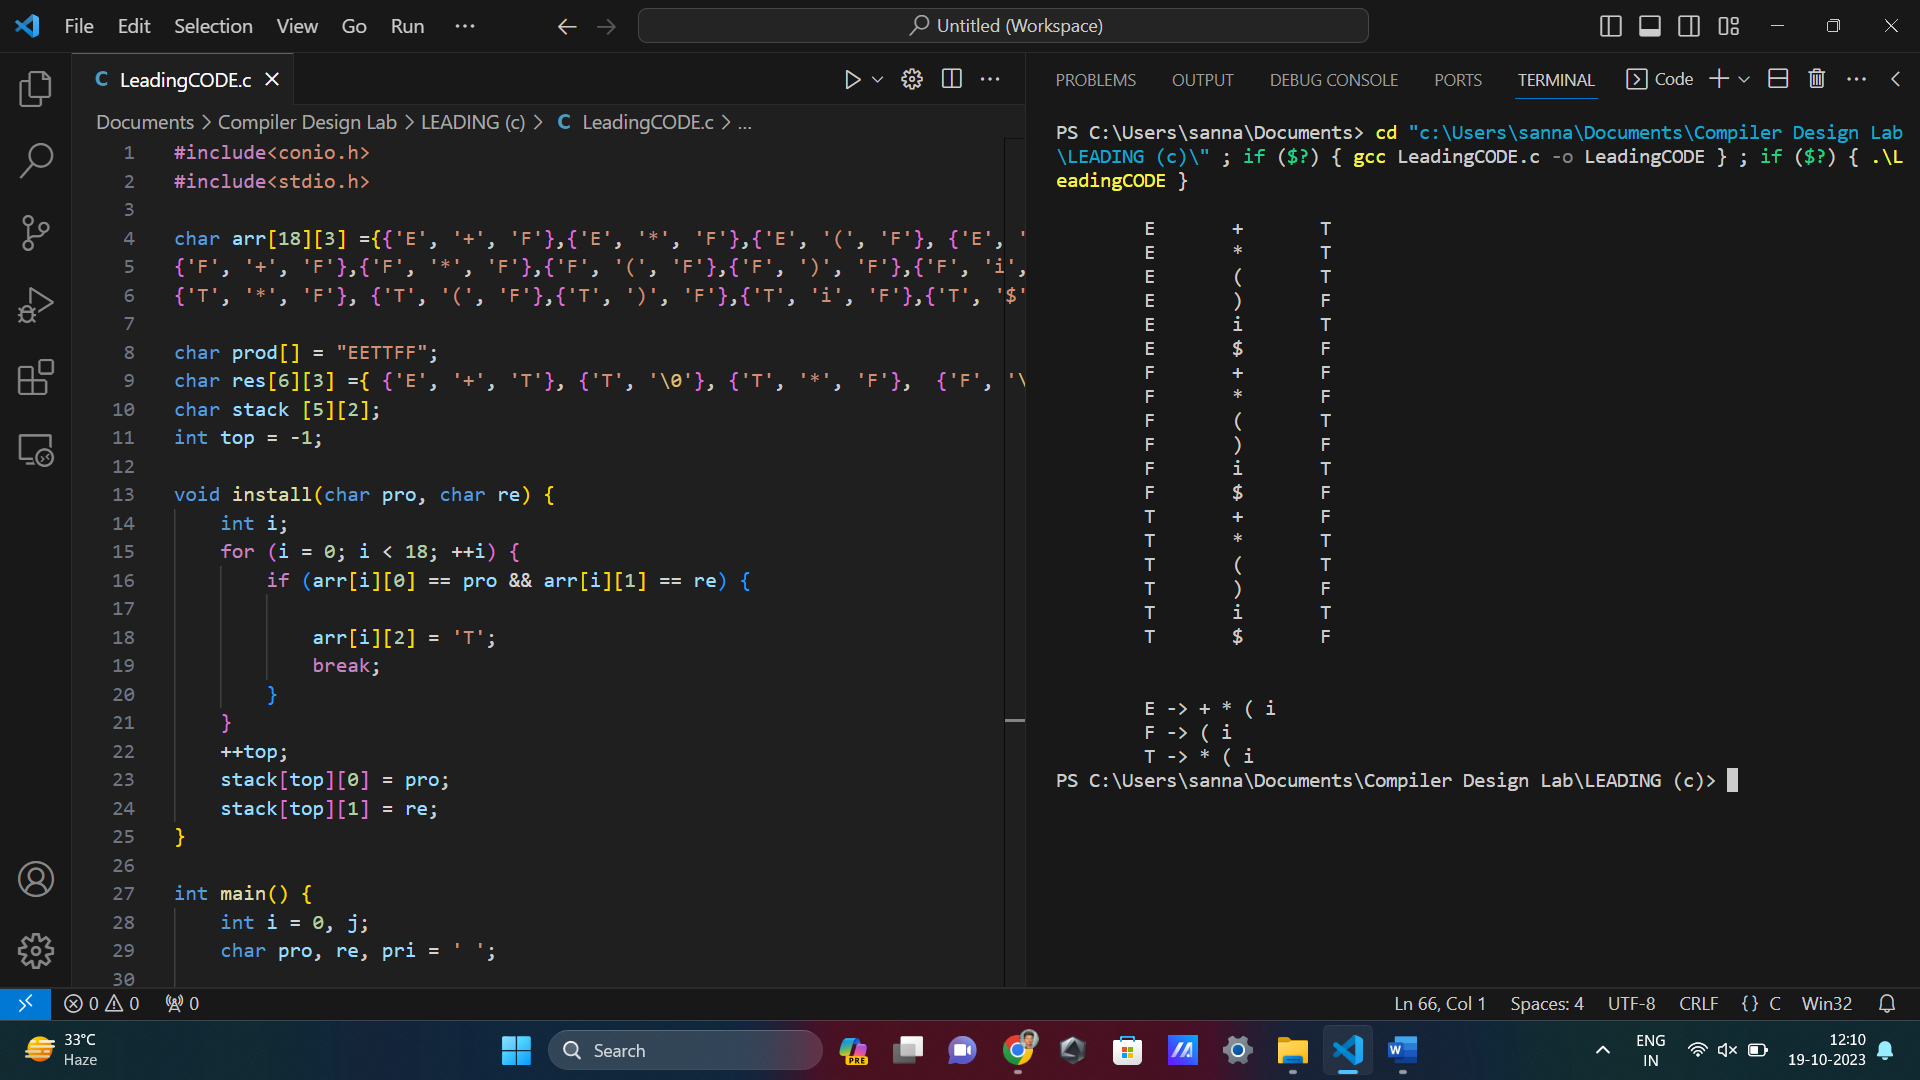 File Edit Selection View Go Run ··· Untitled (Workspace)
LeadingCODE.c
Documents > Compiler Design Lab > LEADING (c) > C LeadingCODE.c > ...
1 #include<conio.h>
2 #include<stdio.h>
3
4 char arr[18][3] ={{'E', '+', 'F'},{'E', '*', 'F'},{'E', '(', 'F'}, {'E', '
5 {'F', '+', 'F'},{'F', '*', 'F'},{'F', '(', 'F'},{'F', ')', 'F'},{'F', 'i',
6 {'T', '*', 'F'}, {'T', '(', 'F'},{'T', ')', 'F'},{'T', 'i', 'F'},{'T', '$'
7
8 char prod[] = "EETTFF";
9 char res[6][3] ={ {'E', '+', 'T'}, {'T', '\0'}, {'T', '*', 'F'},  {'F', '\
10 char stack [5][2];
11 int top = -1;
12
13 void install(char pro, char re) {
14     int i;
15     for (i = 0; i < 18; ++i) {
16         if (arr[i][0] == pro && arr[i][1] == re) {
17
18             arr[i][2] = 'T';
19             break;
20         }
21     }
22     ++top;
23     stack[top][0] = pro;
24     stack[top][1] = re;
25 }
26
27 int main() {
28     int i = 0, j;
29     char pro, re, pri = ' ';
30
PROBLEMS OUTPUT DEBUG CONSOLE PORTS TERMINAL Code
PS C:\Users\sanna\Documents> cd "c:\Users\sanna\Documents\Compiler Design Lab
\LEADING (c)\" ; if ($?) { gcc LeadingCODE.c -o LeadingCODE } ; if ($?) { .\L
eadingCODE }
E + T
E * T
E ( T
E ) F
E i T
E $ F
F + F
F * F
F ( T
F ) F
F i T
F $ F
T + F
T * T
T ( T
T ) F
T i T
T $ F
E -> + * ( i
F -> ( i
T -> * ( i
PS C:\Users\sanna\Documents\Compiler Design Lab\LEADING (c)>
0 0 0 Ln 66, Col 1 Spaces: 4 UTF-8 CRLF {} C Win32
33°C
Haze
Search
PRE
ENG
IN
12:10
19-10-2023